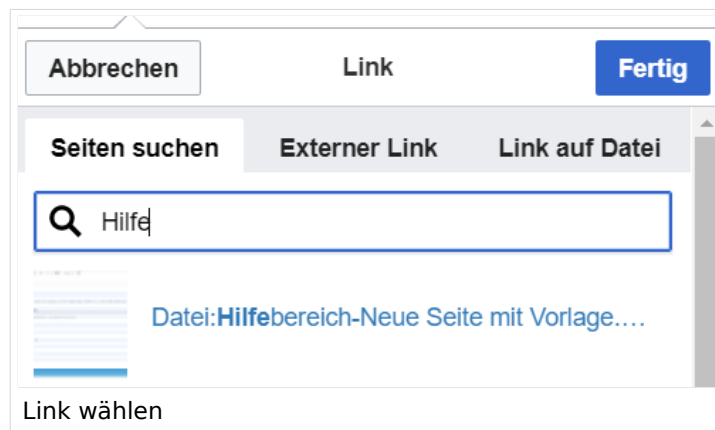 Abbrechen Link Fertig
Seiten suchen Externer Link Link auf Datei
Hilfe
Datei:Hilfebereich-Neue Seite mit Vorlage....
Link wählen